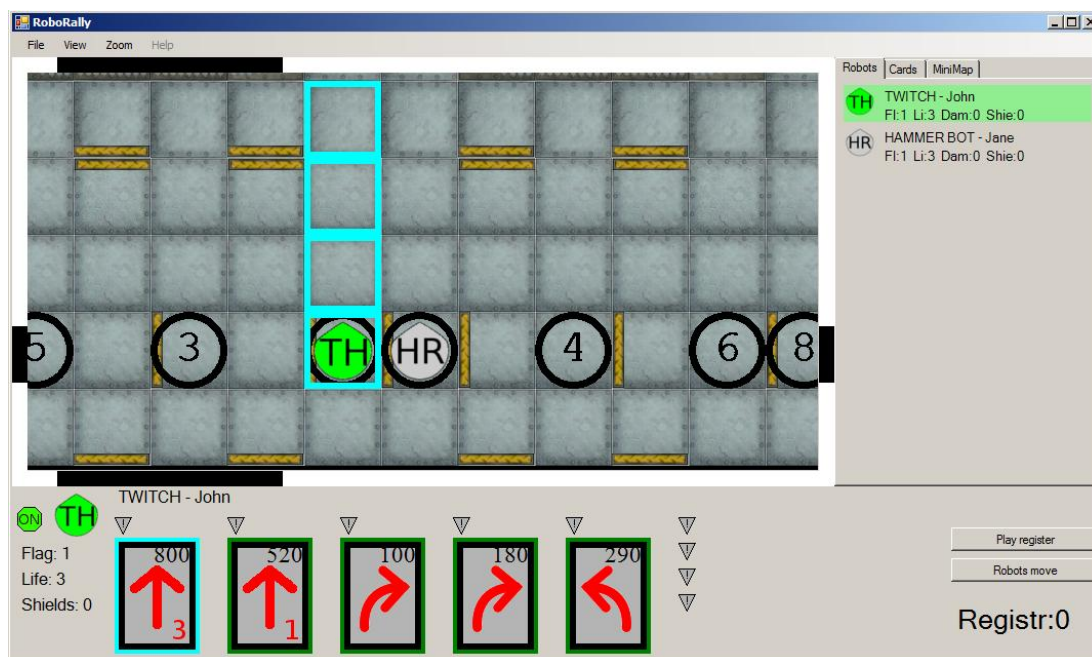 RoboRally
File View Zoom Help
Robots Cards MiniMap
TH TWITCH - John
Fl:1 Li:3 Dam:0 Shie:0
HR HAMMER BOT - Jane
Fl:1 Li:3 Dam:0 Shie:0
5 3 TH HR 4 6 8
TWITCH - John
ON TH
Flag: 1
Life: 3
Shields: 0
800 520 100 180 290
3 1
Play register
Robots move
Registr:0